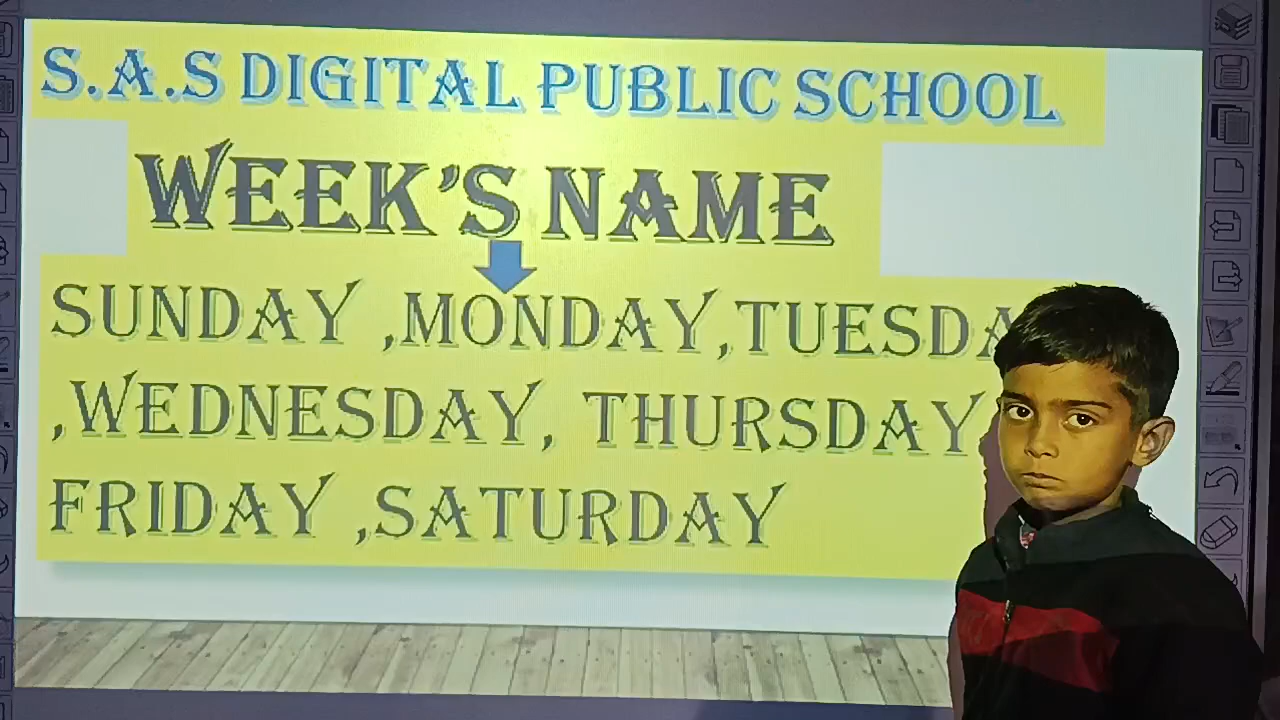 S.A.S DIGITAL PUBLIC SCHOOL
WEEK'S NAME
SUNDAY ,MONDAY,TUESDA
,WEDNESDAY, THURSDAY
FRIDAY ,SATURDAY